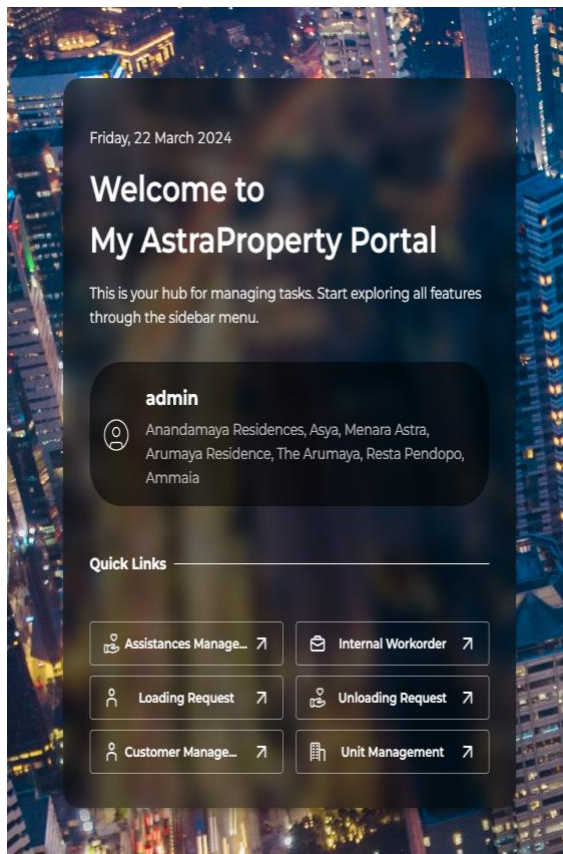 Friday, 22 March 2024
Welcome to
My AstraProperty Portal
This is your hub for managing tasks. Start exploring all features
through the sidebar menu.
admin
Anandamaya Residences, Asya, Menara Astra,
Arumaya Residence, The Arumaya, Resta Pendopo,
Ammaia
Quick Links
Assistances Manage...
Internal Workorder
Loading Request
Unloading Request
Customer Manage...
Unit Management